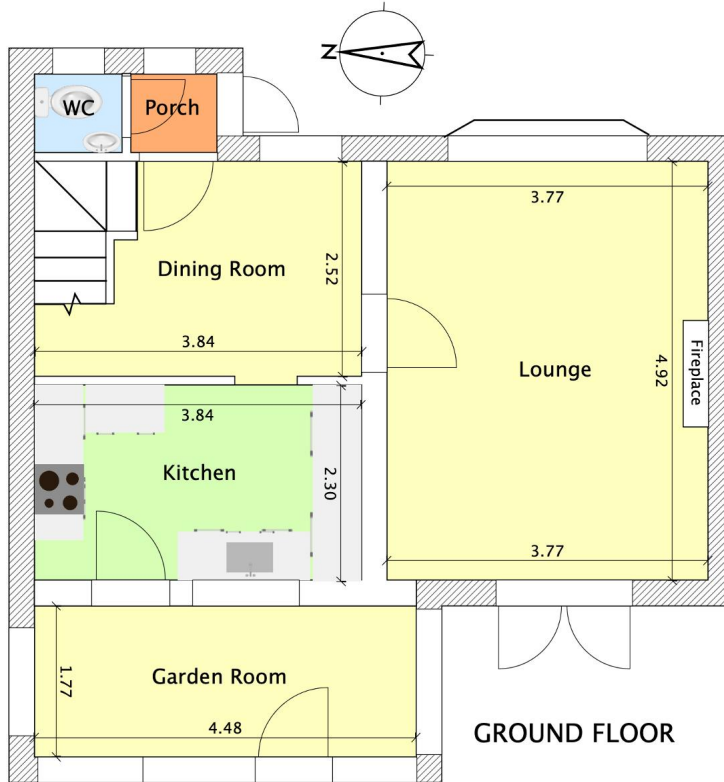 N
WC
Porch
3.77
Dining Room
2.52
3.84
Lounge
4.92
Fireplace
3.84
Kitchen
2.30
3.77
Garden Room
1.77
4.48
GROUND FLOOR